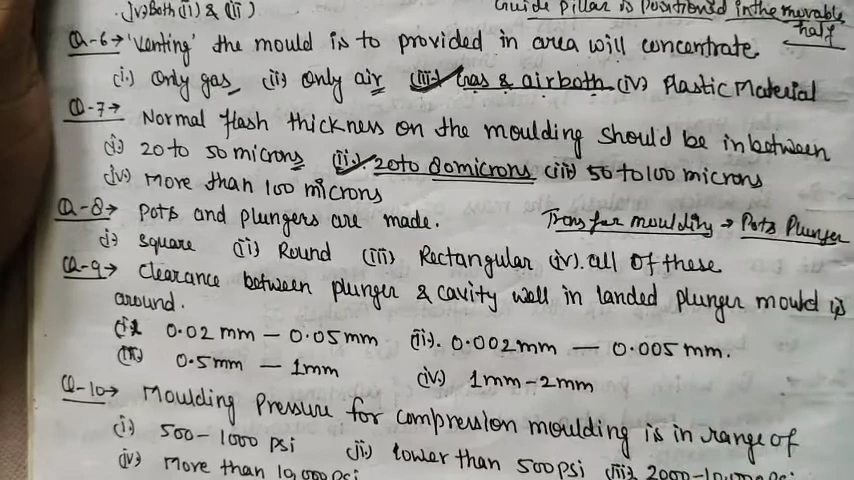 (iv) Both (ii) & (iii)
Guide Pillar is Positioned in the movable half
Q-6→ 'Venting' the mould is to provided in area will concentrate
(i.) Only gas (ii) Only air (iii) Gas & air both (iv) Plastic Material
Q-7→ Normal flash thickness on the moulding should be in between
(i) 20 to 50 microns (ii.) 20 to 80 microns (iii) 50 to 100 microns
(iv) More than 100 microns
Q-8→ Pots and plungers are made.
Transfar moulding → Pots Plunger
(i) Square (ii) Round (iii) Rectangular (iv). all of these
Q-9→ Clearance between plunger & cavity wall in landed plunger mould is
around.
(i) 0.02 mm – 0.05 mm (ii). 0.002 mm – 0.005 mm.
(iii) 0.5 mm – 1 mm (iv) 1 mm – 2 mm
Q-10→ Moulding Pressure for compression moulding is in range of
(i) 500-1000 psi (ii) lower than 500 psi (iii) 2000-
(iv) More than 10,000 psi